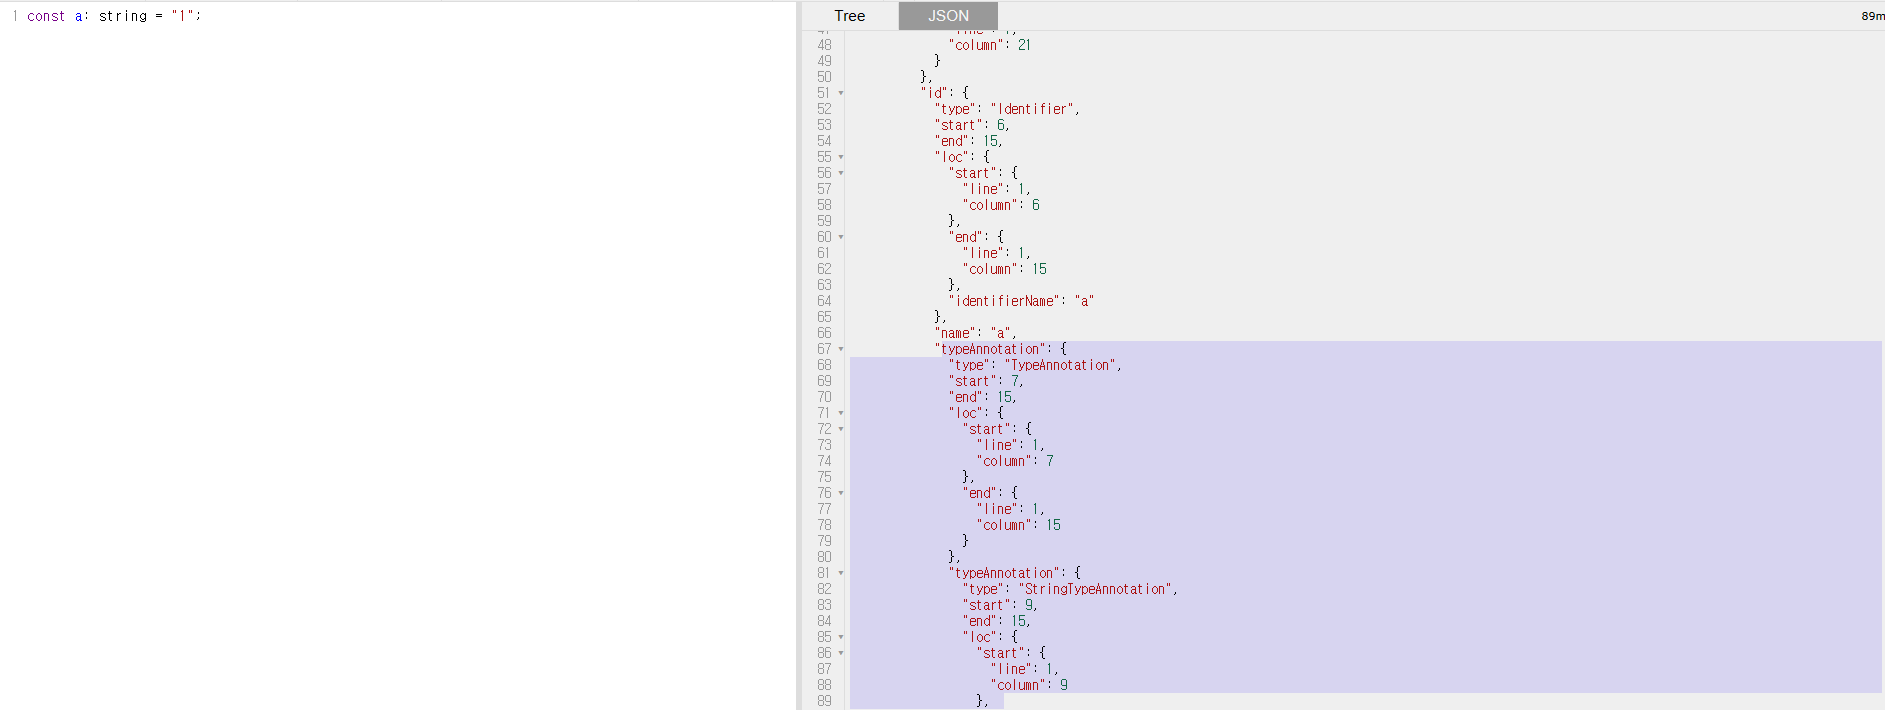 1 const a: string = "1";
Tree JSON 89m
48 "column": 21
49 }
50 },
51 "id": {
52 "type": "Identifier",
53 "start": 6,
54 "end": 15,
55 "loc": {
56 "start": {
57 "line": 1,
58 "column": 6
59 },
60 "end": {
61 "line": 1,
62 "column": 15
63 },
64 "identifierName": "a"
65 },
66 "name": "a",
67 "typeAnnotation": {
68 "type": "TypeAnnotation",
69 "start": 7,
70 "end": 15,
71 "loc": {
72 "start": {
73 "line": 1,
74 "column": 7
75 },
76 "end": {
77 "line": 1,
78 "column": 15
79 }
80 },
81 "typeAnnotation": {
82 "type": "StringTypeAnnotation",
83 "start": 9,
84 "end": 15,
85 "loc": {
86 "start": {
87 "line": 1,
88 "column": 9
89 },